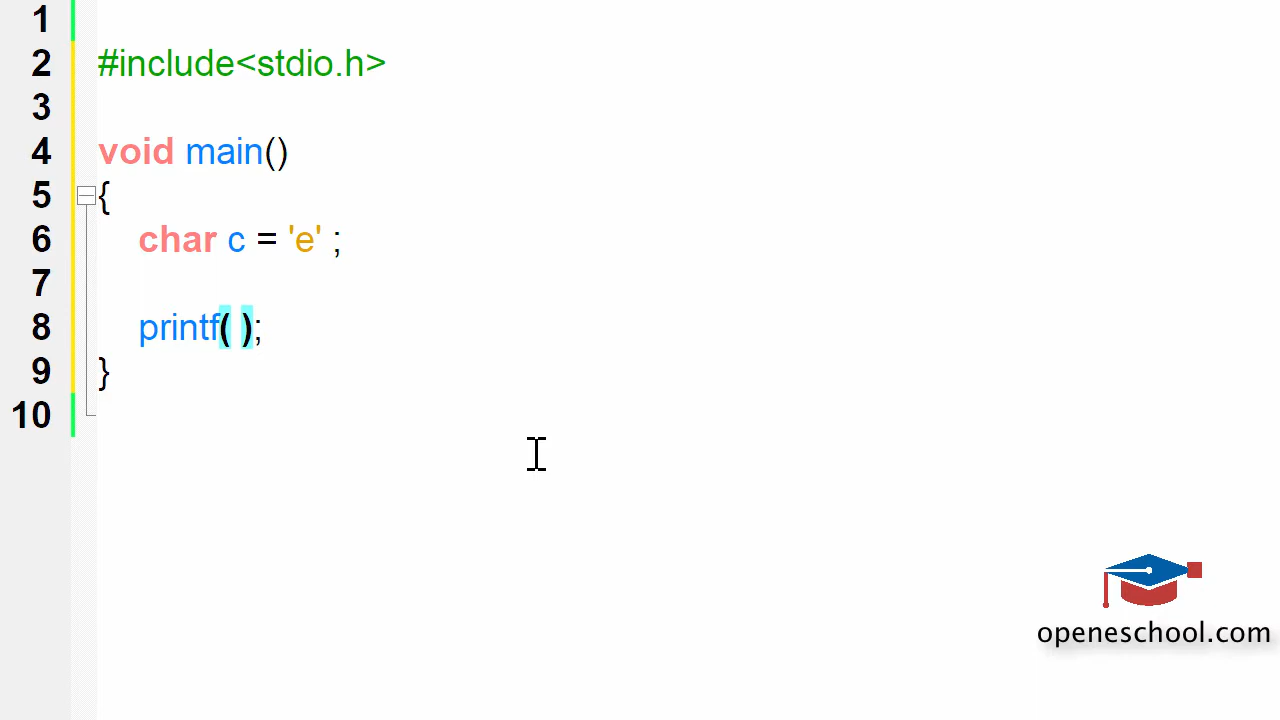 1
2 #include<stdio.h>
3
4 void main()
5 {
6 char c = 'e' ;
7
8 printf( );
9 }
10
openeschool.com